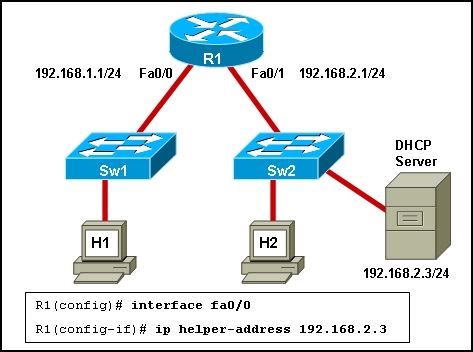 R1
192.168.1.1/24 Fa0/0 Fa0/1 192.168.2.1/24
DHCP
Server
Sw1
Sw2
H1
H2
192.168.2.3/24
R1(config)# interface fa0/0
R1(config-if)# ip helper-address 192.168.2.3